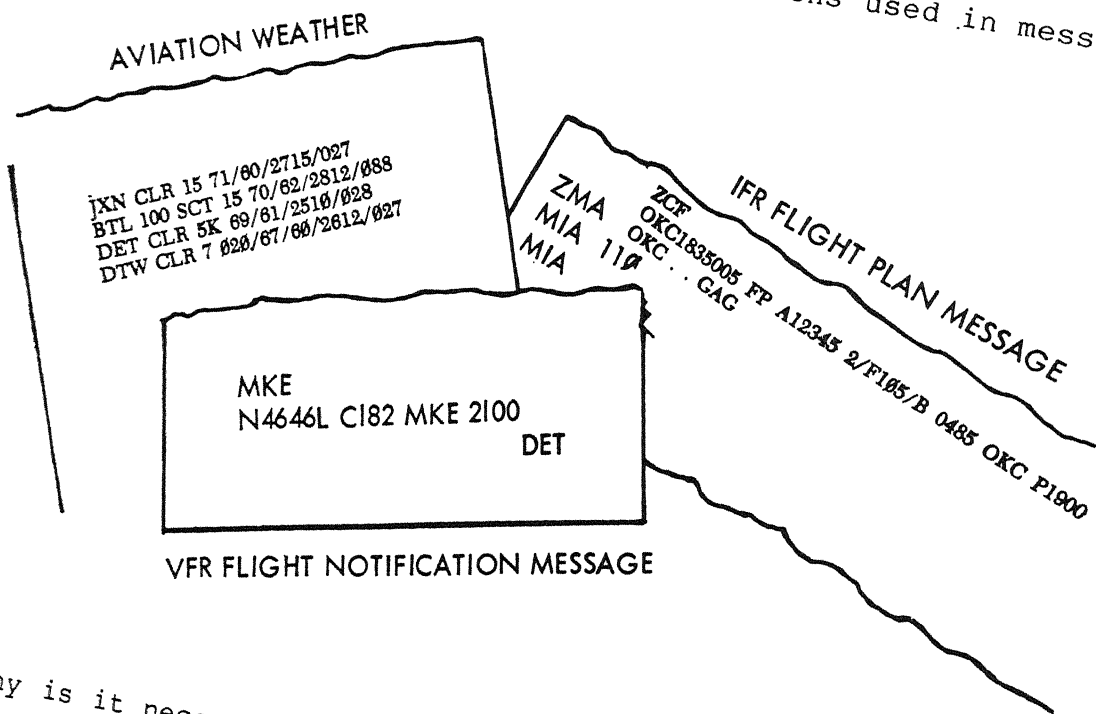 used in mess
AVIATION WEATHER
JXN CLR 15 71/60/2715/027
BTL 100 SCT 15 70/62/2812/Ø88
DET CLR 5K 69/61/251Ø/Ø28
DTW CLR 7 Ø2Ø/67/6Ø/2612/Ø27
IFR FLIGHT PLAN MESSAGE
ZMA ZCF
MIA 11Ø OKC1835005 FP A12345 2/F1Ø5/B 0485 OKC P1900
MIA OKC . . GAG
MKE
N4646L C182 MKE 2100
DET
VFR FLIGHT NOTIFICATION MESSAGE
is it